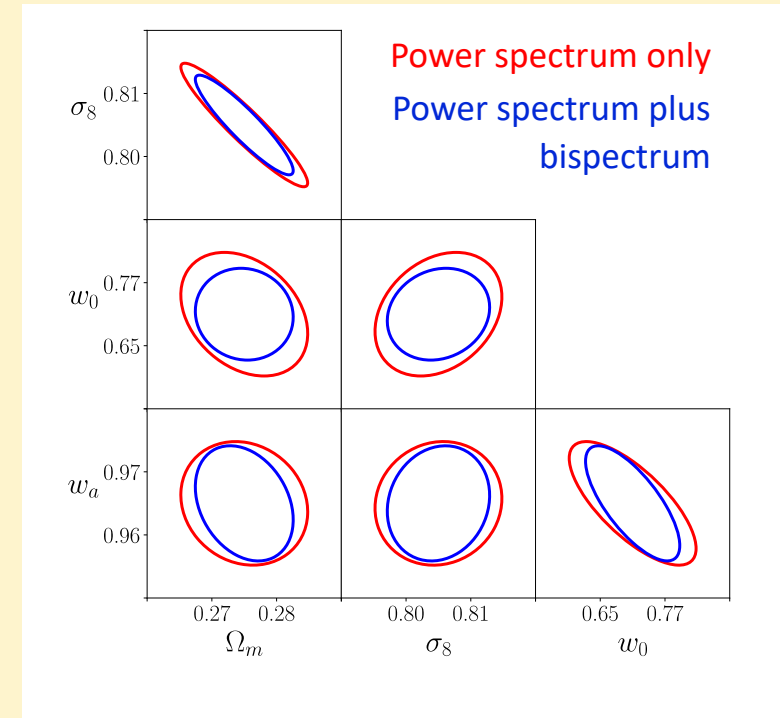 Power spectrum only
Power spectrum plus
bispectrum
σ₈
0.81
0.80
w₀
0.77
0.65
wₐ
0.97
0.96
0.27 0.28
0.80 0.81
0.65 0.77
Ωₘ
σ₈
w₀